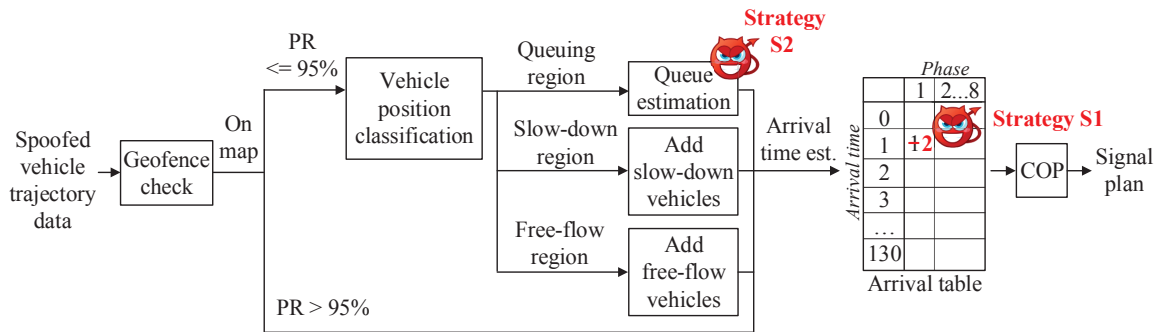 Spoofed
vehicle
trajectory
data
Geofence
check
On
map
PR
<= 95%
PR > 95%
Vehicle
position
classification
Queuing
region
Slow-down
region
Free-flow
region
Strategy
S2
Queue
estimation
Add
slow-down
vehicles
Add
free-flow
vehicles
Arrival
time est.
Phase
1 2...8
Arrival time
0
1 1 +2
2
3
...
130
Strategy S1
Arrival table
COP
Signal
plan